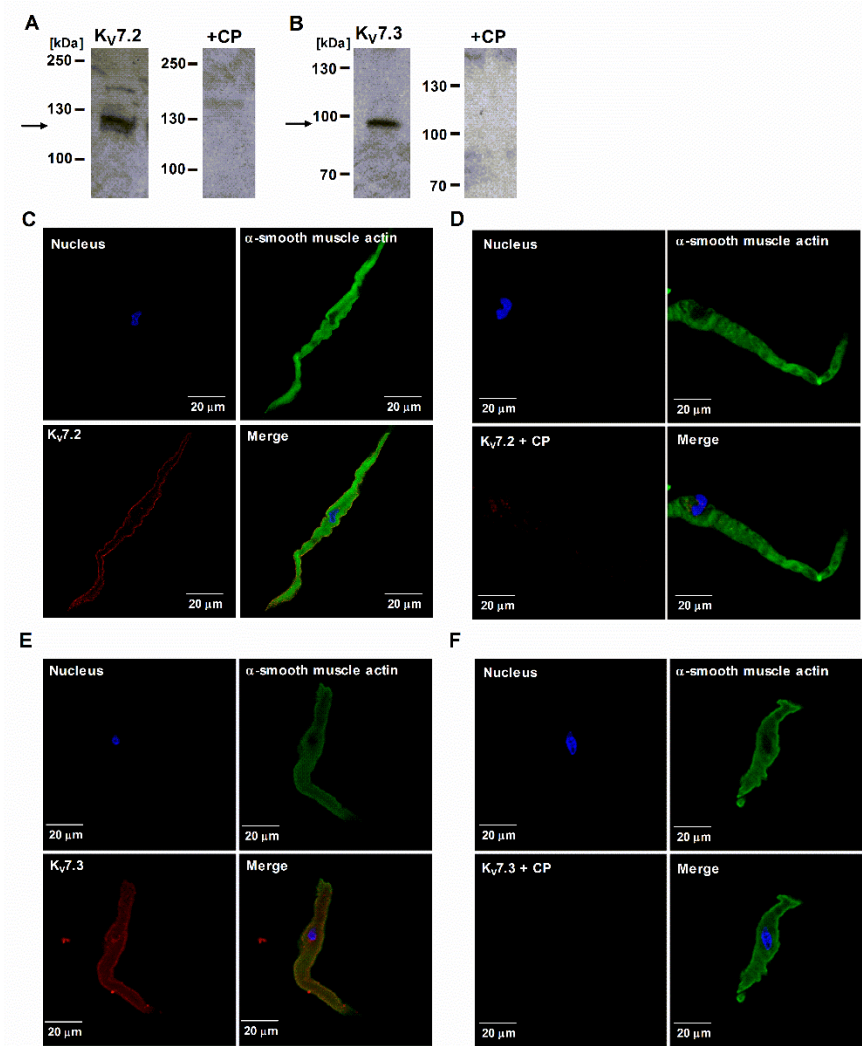 A
[kDa] KV7.2 +CP
250
130
100
250
130
100
B
[kDa] KV7.3 +CP
130
100
70
130
100
70
C
Nucleus
20 μm
α-smooth muscle actin
20 μm
KV7.2
20 μm
Merge
20 μm
D
Nucleus
20 μm
α-smooth muscle actin
20 μm
KV7.2 + CP
20 μm
Merge
20 μm
E
Nucleus
20 μm
α-smooth muscle actin
20 μm
KV7.3
20 μm
Merge
20 μm
F
Nucleus
20 μm
α-smooth muscle actin
20 μm
KV7.3 + CP
20 μm
Merge
20 μm